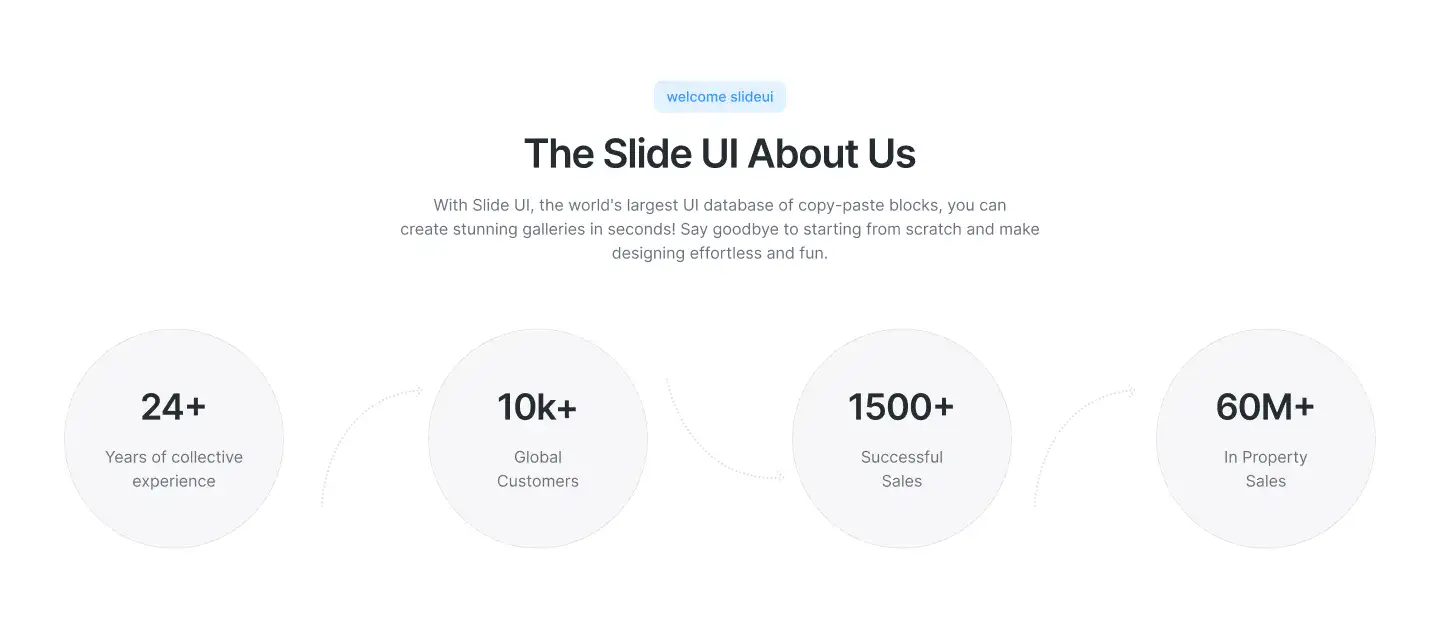 welcome slideui
The Slide UI About Us
With Slide UI, the world's largest UI database of copy-paste blocks, you can
create stunning galleries in seconds! Say goodbye to starting from scratch and make
designing effortless and fun.
24+
Years of collective
experience
10k+
Global
Customers
1500+
Successful
Sales
60M+
In Property
Sales